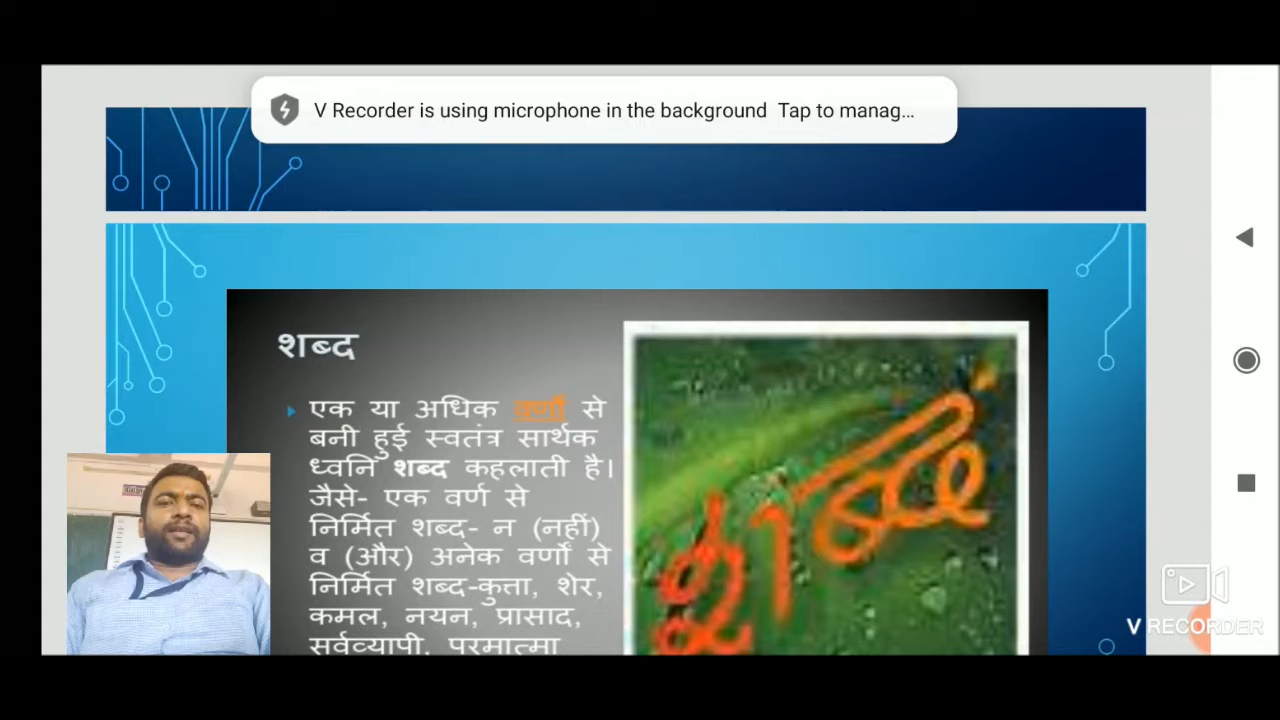 V Recorder is using microphone in the background Tap to manag...
शब्द
एक या अधिक वर्णों से
बनी हुई स्वतंत्र सार्थक
ध्वनि शब्द कहलाती है।
जैसे- एक वर्ण से
निर्मित शब्द- न (नहीं)
व (और) अनेक वर्णों से
निर्मित शब्द-कुत्ता, शेर,
कमल, नयन, प्रासाद,
सर्वव्यापी, परमात्मा
शब्द
V RECORDER